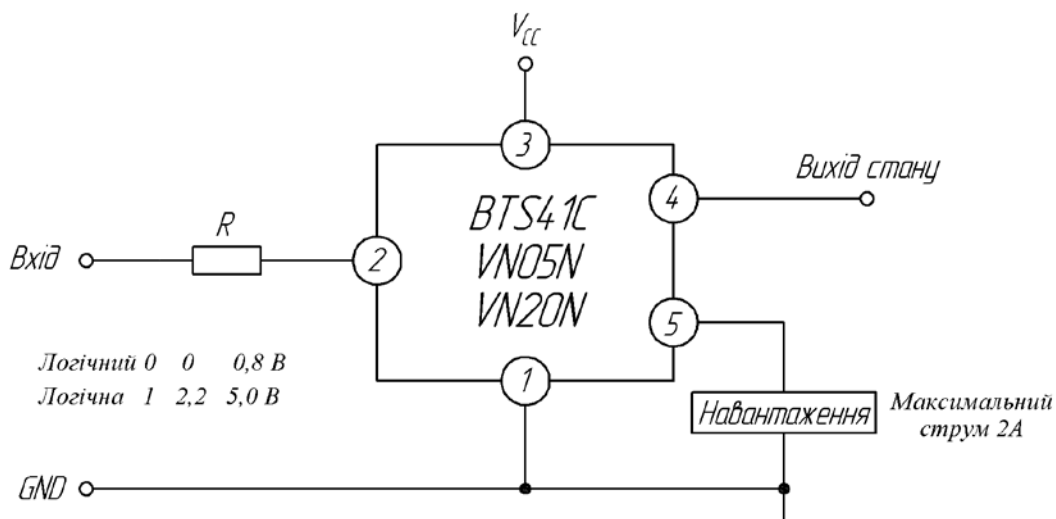 V_CC
3
BTS41C
VN05N
VN20N
4
Вихід стану
R
Вхід
2
5
1
Логічний 0 0 0,8 В
Логічна 1 2,2 5,0 В
Навантаження
Максимальний
струм 2А
GND